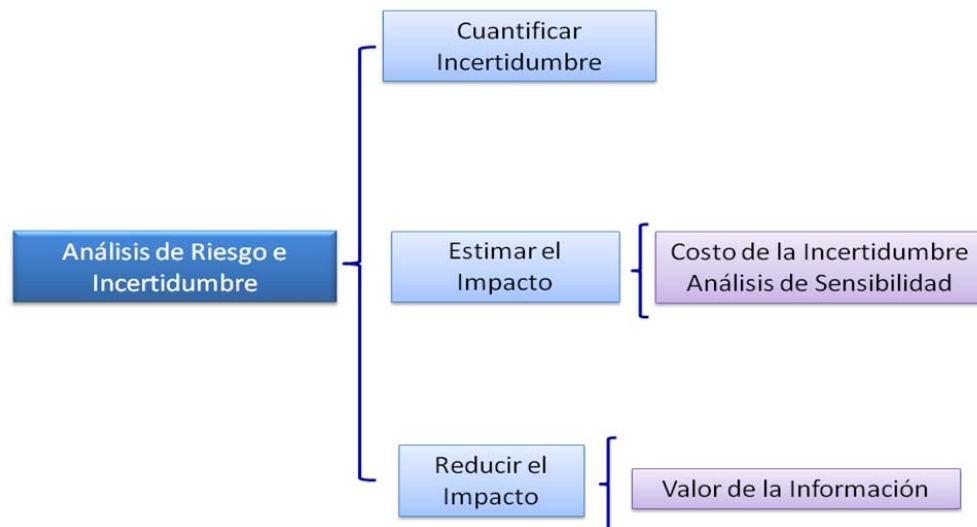 Cuantificar
Incertidumbre
Análisis de Riesgo e
Incertidumbre
Estimar el
Impacto
Costo de la Incertidumbre
Análisis de Sensibilidad
Reducir el
Impacto
Valor de la Información